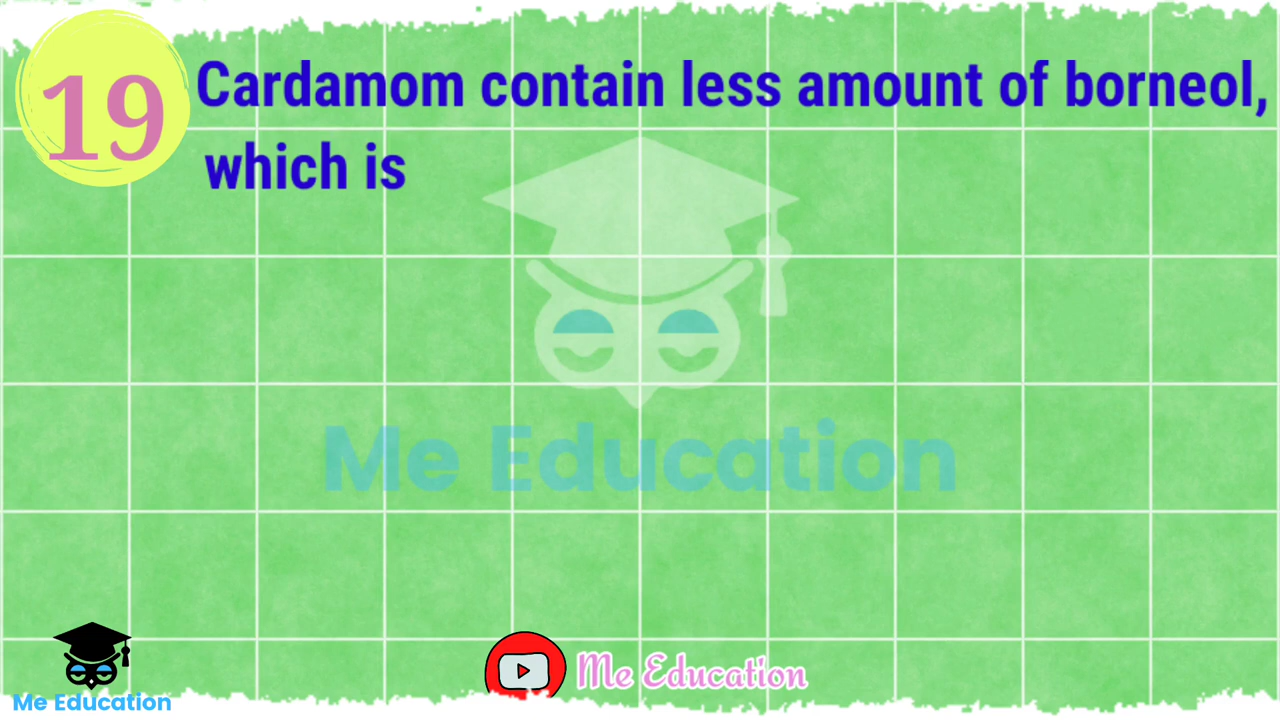 19
Cardamom contain less amount of borneol,
which is
Me Education
Me Education
Me Education